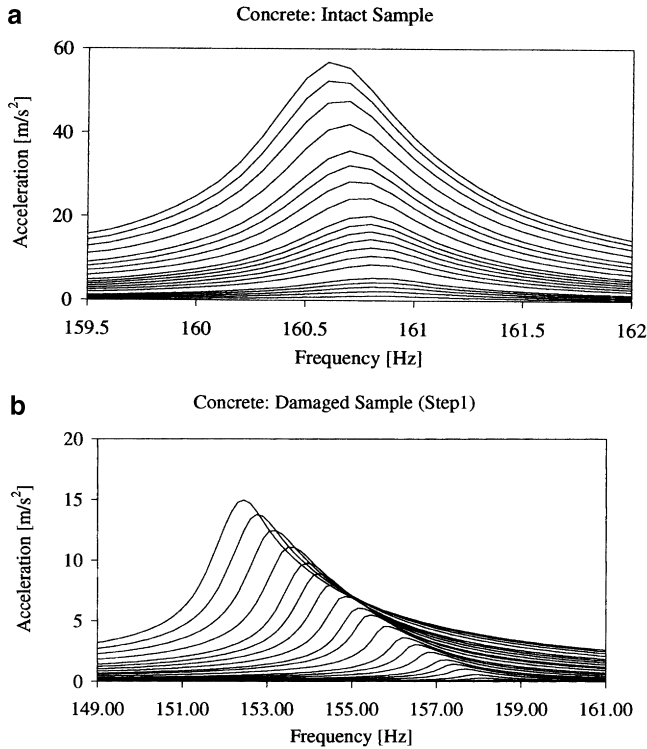 a
Concrete: Intact Sample
60
40
20
0
Acceleration [m/s²]
159.5 160 160.5 161 161.5 162
Frequency [Hz]
b
Concrete: Damaged Sample (Step1)
20
15
10
5
0
Acceleration [m/s²]
149.00 151.00 153.00 155.00 157.00 159.00 161.00
Frequency [Hz]